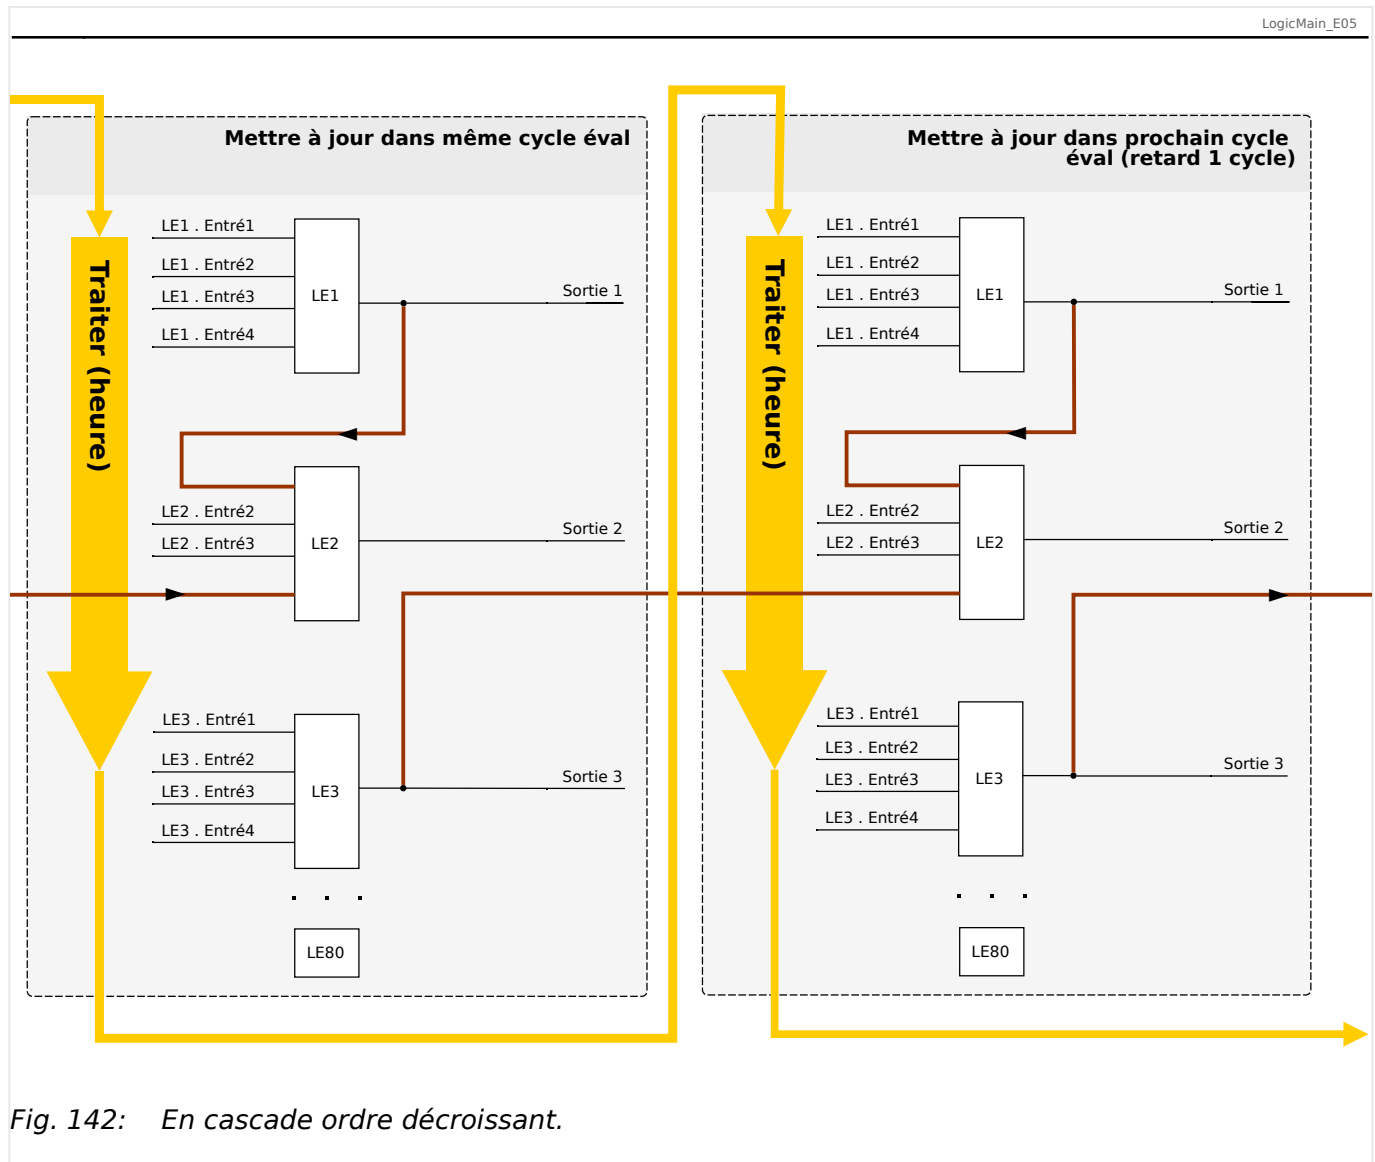 LogicMain_E05
Mettre à jour dans même cycle éval
Traiter (heure)
LE1 . Entré1
LE1 . Entré2
LE1 . Entré3
LE1 . Entré4
LE1
Sortie 1
LE2 . Entré2
LE2 . Entré3
LE2
Sortie 2
LE3 . Entré1
LE3 . Entré2
LE3 . Entré3
LE3 . Entré4
LE3
Sortie 3
. . .
LE80
Mettre à jour dans prochain cycle
éval (retard 1 cycle)
Traiter (heure)
LE1 . Entré1
LE1 . Entré2
LE1 . Entré3
LE1 . Entré4
LE1
Sortie 1
LE2 . Entré2
LE2 . Entré3
LE2
Sortie 2
LE3 . Entré1
LE3 . Entré2
LE3 . Entré3
LE3 . Entré4
LE3
Sortie 3
. . .
LE80
Fig. 142: En cascade ordre décroissant.